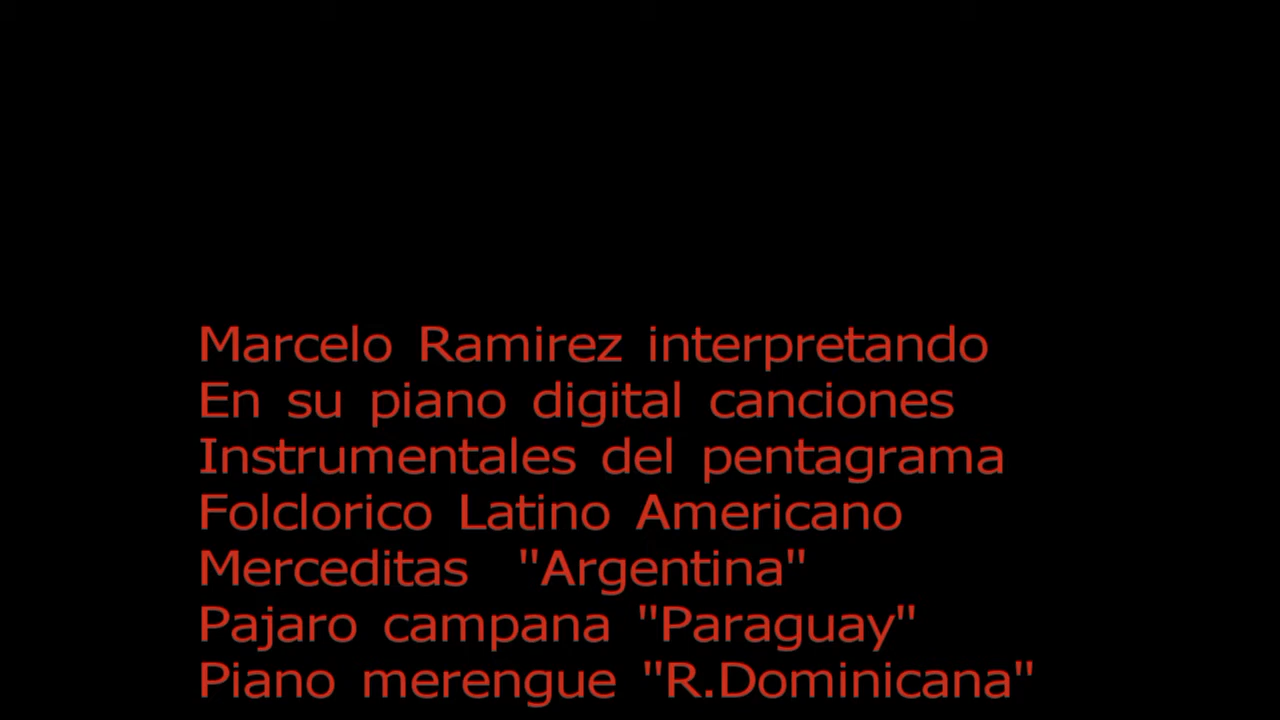 Marcelo Ramirez interpretando
En su piano digital canciones
Instrumentales del pentagrama
Folclorico Latino Americano
Merceditas "Argentina"
Pajaro campana "Paraguay"
Piano merengue "R.Dominicana"